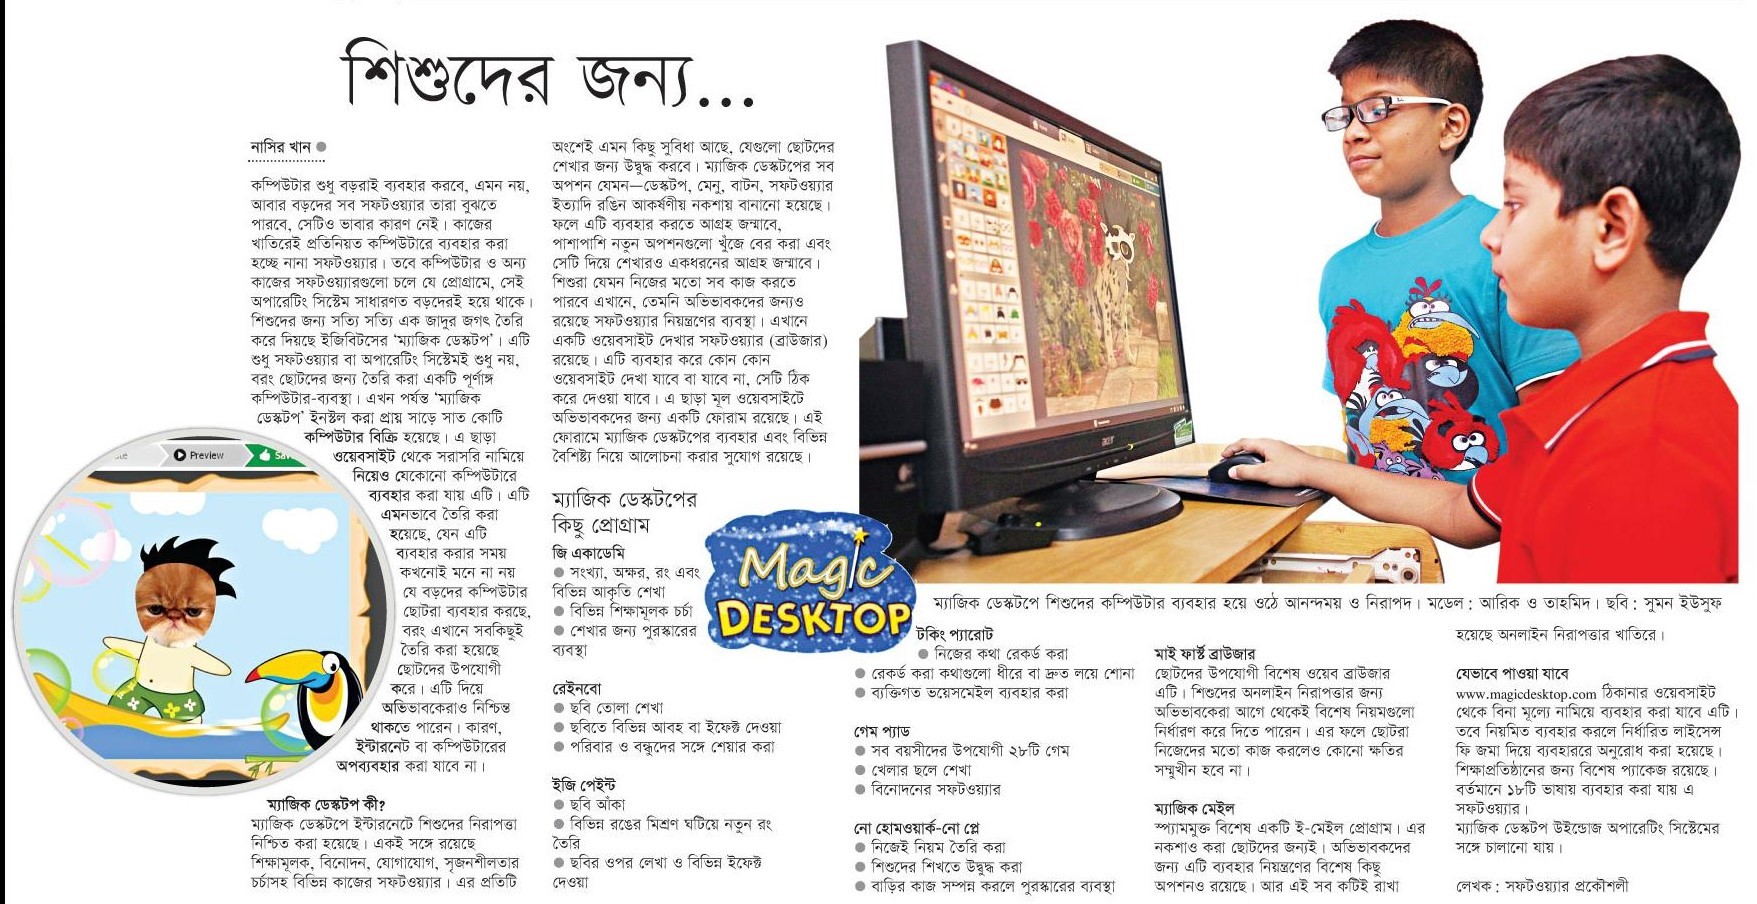 শিশুদের জন্য...
নাসির খান
কম্পিউটার শুধু বড়রাই ব্যবহার করবে, এমন নয়,
আবার বড়দের সব সফটওয়্যার তারা বুঝতে
পারবে, সেটিও ভাবার কারণ নেই। কাজের
খাতিরেই প্রতিনিয়ত কম্পিউটারে ব্যবহার করা
হচ্ছে নানা সফটওয়্যার। তবে কম্পিউটার ও অন্য
কাজের সফটওয়্যারগুলো চলে যে প্রোগ্রামে, সেই
অপারেটিং সিস্টেম সাধারণত বড়দেরই হয়ে থাকে।
শিশুদের জন্য সত্যি সত্যি এক জাদুর জগৎ তৈরি
করে দিয়ছে ইজিবিটসের ‘ম্যাজিক ডেস্কটপ’। এটি
শুধু সফটওয়্যার বা অপারেটিং সিস্টেমই শুধু নয়,
বরং ছোটদের জন্য তৈরি করা একটি পূর্ণাঙ্গ
কম্পিউটার-ব্যবস্থা। এখন পর্যন্ত ‘ম্যাজিক
ডেস্কটপ’ ইনস্টল করা প্রায় সাড়ে সাত কোটি
কম্পিউটার বিক্রি হয়েছে। এ ছাড়া
ওয়েবসাইট থেকে সরাসরি নামিয়ে
নিয়েও যেকোনো কম্পিউটারে
ব্যবহার করা যায় এটি। এটি
এমনভাবে তৈরি করা
হয়েছে, যেন এটি
ব্যবহার করার সময়
কখনোই মনে না নয়
যে বড়দের কম্পিউটার
ছোটরা ব্যবহার করছে,
বরং এখানে সবকিছুই
তৈরি করা হয়েছে
ছোটদের উপযোগী
করে। এটি দিয়ে
অভিভাবকেরাও নিশ্চিন্ত
থাকতে পারেন। কারণ,
ইন্টারনেট বা কম্পিউটারের
অপব্যবহার করা যাবে না।
Preview
ম্যাজিক ডেস্কটপ কী?
ম্যাজিক ডেস্কটপে ইন্টারনেটে শিশুদের নিরাপত্তা
নিশ্চিত করা হয়েছে। একই সঙ্গে রয়েছে
শিক্ষামূলক, বিনোদন, যোগাযোগ, সৃজনশীলতার
চর্চাসহ বিভিন্ন কাজের সফটওয়্যার। এর প্রতিটি
অংশেই এমন কিছু সুবিধা আছে, যেগুলো ছোটদের
শেখার জন্য উদ্বুদ্ধ করবে। ম্যাজিক ডেস্কটপের সব
অপশন যেমন—ডেস্কটপ, মেনু, বাটন, সফটওয়্যার
ইত্যাদি রঙিন আকর্ষণীয় নকশায় বানানো হয়েছে।
ফলে এটি ব্যবহার করতে আগ্রহ জন্মাবে,
পাশাপাশি নতুন অপশনগুলো খুঁজে বের করা এবং
সেটি দিয়ে শেখারও একধরনের আগ্রহ জন্মাবে।
শিশুরা যেমন নিজের মতো সব কাজ করতে
পারবে এখানে, তেমনি অভিভাবকদের জন্যও
রয়েছে সফটওয়্যার নিয়ন্ত্রণের ব্যবস্থা। এখানে
একটি ওয়েবসাইট দেখার সফটওয়্যার (ব্রাউজার)
রয়েছে। এটি ব্যবহার করে কোন কোন
ওয়েবসাইট দেখা যাবে বা যাবে না, সেটি ঠিক
করে দেওয়া যাবে। এ ছাড়া মূল ওয়েবসাইটে
অভিভাবকদের জন্য একটি ফোরাম রয়েছে। এই
ফোরামে ম্যাজিক ডেস্কটপের ব্যবহার এবং বিভিন্ন
বৈশিষ্ট্য নিয়ে আলোচনা করার সুযোগ রয়েছে।
ম্যাজিক ডেস্কটপের
কিছু প্রোগ্রাম
জি একাডেমি
● সংখ্যা, অক্ষর, রং এবং
বিভিন্ন আকৃতি শেখা
● বিভিন্ন শিক্ষামূলক চর্চা
● শেখার জন্য পুরস্কারের
ব্যবস্থা
রেইনবো
● ছবি তোলা শেখা
● ছবিতে বিভিন্ন আবহ বা ইফেক্ট দেওয়া
● পরিবার ও বন্ধুদের সঙ্গে শেয়ার করা
ইজি পেইন্ট
● ছবি আঁকা
● বিভিন্ন রঙের মিশ্রণ ঘটিয়ে নতুন রং
তৈরি
● ছবির ওপর লেখা ও বিভিন্ন ইফেক্ট
দেওয়া
Magic
DESKTOP
acer
ম্যাজিক ডেস্কটপে শিশুদের কম্পিউটার ব্যবহার হয়ে ওঠে আনন্দময় ও নিরাপদ। মডেল: আরিক ও তাহমিদ। ছবি: সুমন ইউসুফ
টকিং প্যারোট
● নিজের কথা রেকর্ড করা
● রেকর্ড করা কথাগুলো ধীরে বা দ্রুত লয়ে শোনা
● ব্যক্তিগত ভয়েসমেইল ব্যবহার করা
গেম প্যাড
● সব বয়সীদের উপযোগী ২৮টি গেম
● খেলার ছলে শেখা
● বিনোদনের সফটওয়্যার
নো হোমওয়ার্ক-নো প্লে
● নিজেই নিয়ম তৈরি করা
● শিশুদের শিখতে উদ্বুদ্ধ করা
● বাড়ির কাজ সম্পন্ন করলে পুরস্কারের ব্যবস্থা
মাই ফার্স্ট ব্রাউজার
ছোটদের উপযোগী বিশেষ ওয়েব ব্রাউজার
এটি। শিশুদের অনলাইন নিরাপত্তার জন্য
অভিভাবকেরা আগে থেকেই বিশেষ নিয়মগুলো
নির্ধারণ করে দিতে পারেন। এর ফলে ছোটরা
নিজেদের মতো কাজ করলেও কোনো ক্ষতির
সম্মুখীন হবে না।
ম্যাজিক মেইল
স্প্যামমুক্ত বিশেষ একটি ই-মেইল প্রোগ্রাম। এর
নকশাও করা ছোটদের জন্যই। অভিভাবকদের
জন্য এটি ব্যবহার নিয়ন্ত্রণের বিশেষ কিছু
অপশনও রয়েছে। আর এই সব কটিই রাখা
হয়েছে অনলাইন নিরাপত্তার খাতিরে।
যেভাবে পাওয়া যাবে
www.magicdesktop.com ঠিকানার ওয়েবসাইট
থেকে বিনা মূল্যে নামিয়ে ব্যবহার করা যাবে এটি।
তবে নিয়মিত ব্যবহার করলে নির্ধারিত লাইসেন্স
ফি জমা দিয়ে ব্যবহাররে অনুরোধ করা হয়েছে।
শিক্ষাপ্রতিষ্ঠানের জন্য বিশেষ প্যাকেজ রয়েছে।
বর্তমানে ১৮টি ভাষায় ব্যবহার করা যায় এ
সফটওয়্যার।
ম্যাজিক ডেস্কটপ উইন্ডোজ অপারেটিং সিস্টেমের
সঙ্গে চালানো যায়।
লেখক: সফটওয়্যার প্রকৌশলী